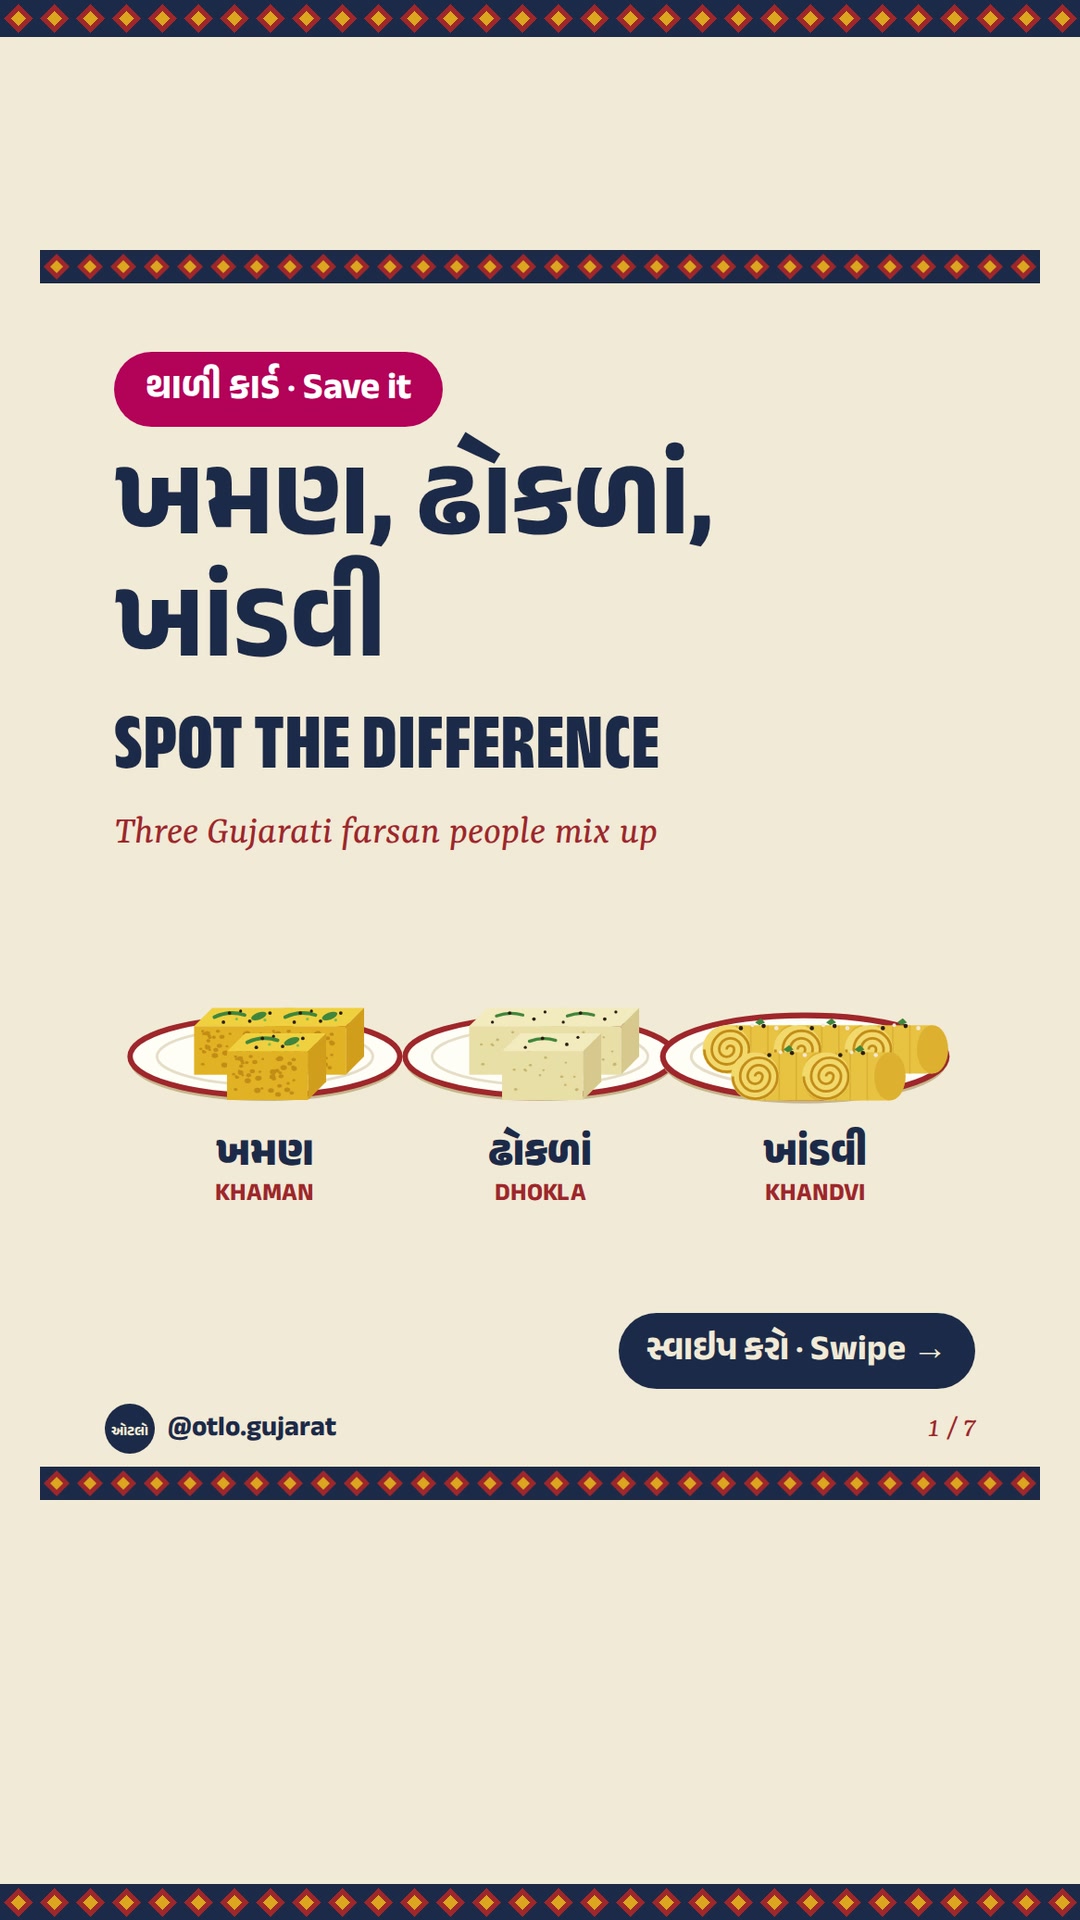 થાળી કાર્ડ · Save it
ખમણ, ઢોકળાં,
ખાંડવી
SPOT THE DIFFERENCE
Three Gujarati farsan people mix up
ખમણ ઢોકળાં ખાંડવી
KHAMAN DHOKLA KHANDVI
સ્વાઇપ કરો · Swipe →
ઓટલો @otlo.gujarat 1 / 7